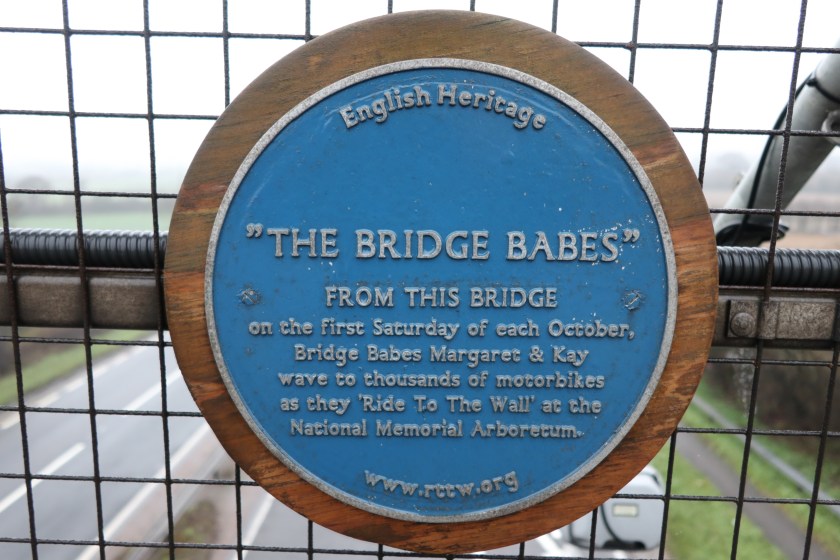 English Heritage
"THE BRIDGE BABES"
FROM THIS BRIDGE
on the first Saturday of each October,
Bridge Babes Margaret & Kay
wave to thousands of motorbikes
as they 'Ride To The Wall' at the
National Memorial Arboretum.
www.rttw.org